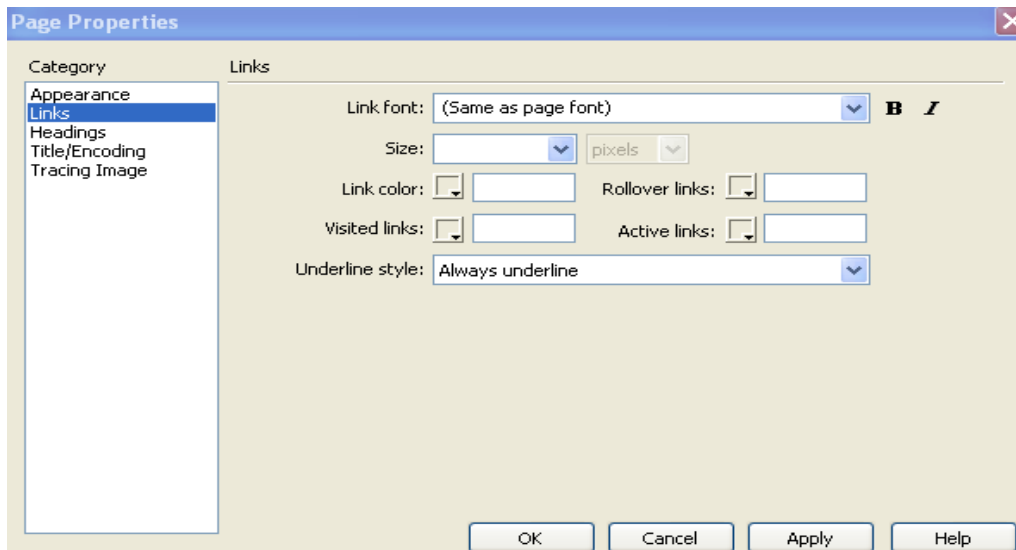 Page Properties
Category
Appearance
Links
Headings
Title/Encoding
Tracing Image
Links
Link font: (Same as page font) B I
Size: pixels
Link color: Rollover links:
Visited links: Active links:
Underline style: Always underline
OK Cancel Apply Help